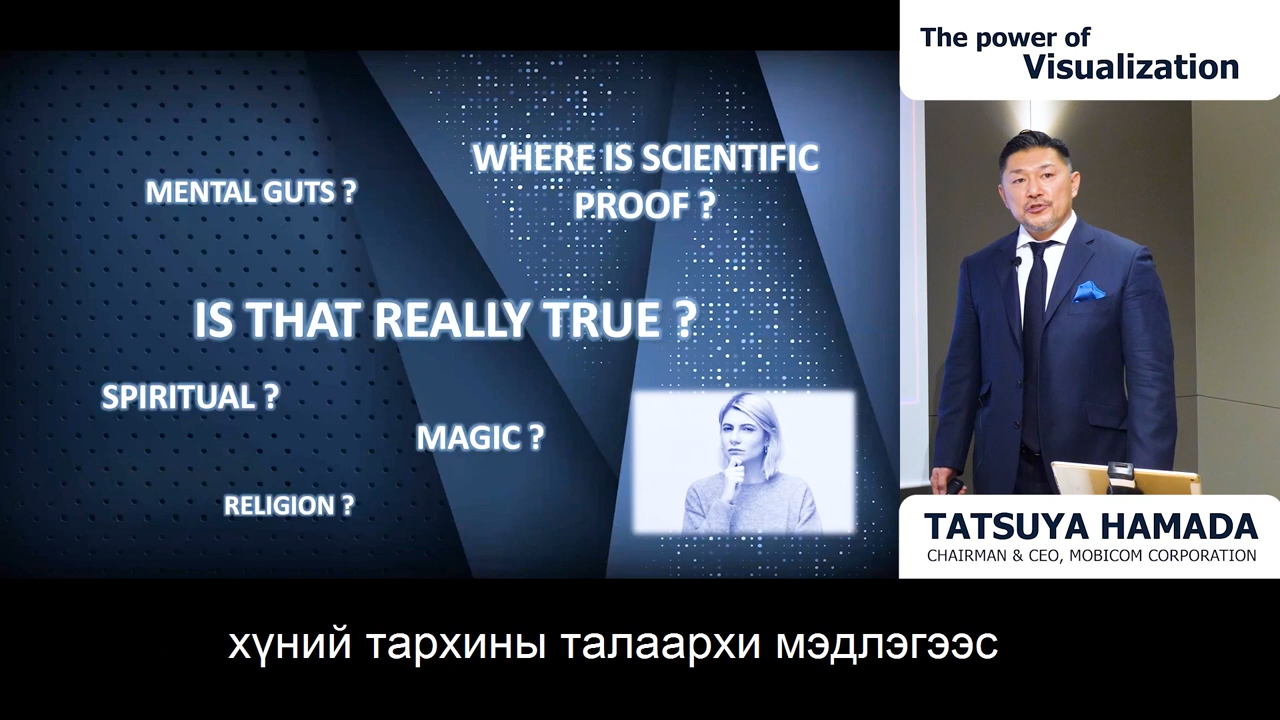 The power of
Visualization
WHERE IS SCIENTIFIC
PROOF ?
MENTAL GUTS ?
IS THAT REALLY TRUE ?
SPIRITUAL ?
MAGIC ?
RELIGION ?
TATSUYA HAMADA
CHAIRMAN & CEO, MOBICOM CORPORATION
хүний тархины талаархи мэдлэгээс